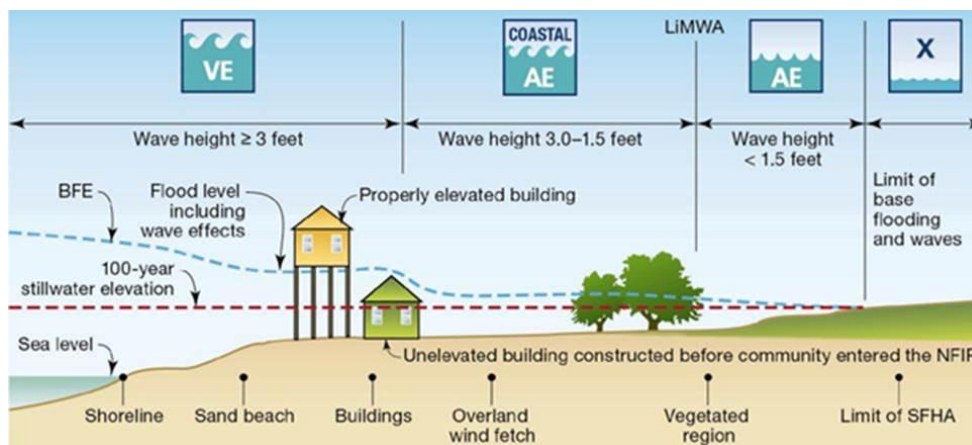 VE
COASTAL
AE
LiMWA
AE
X
Wave height ≥ 3 feet
Wave height 3.0–1.5 feet
Wave height
< 1.5 feet
BFE
Flood level
including
wave effects
Properly elevated building
Limit of
base
flooding
and waves
100-year
stillwater elevation
Sea level
Unelevated building constructed before community entered the NFIP
Shoreline
Sand beach
Buildings
Overland
wind fetch
Vegetated
region
Limit of SFHA